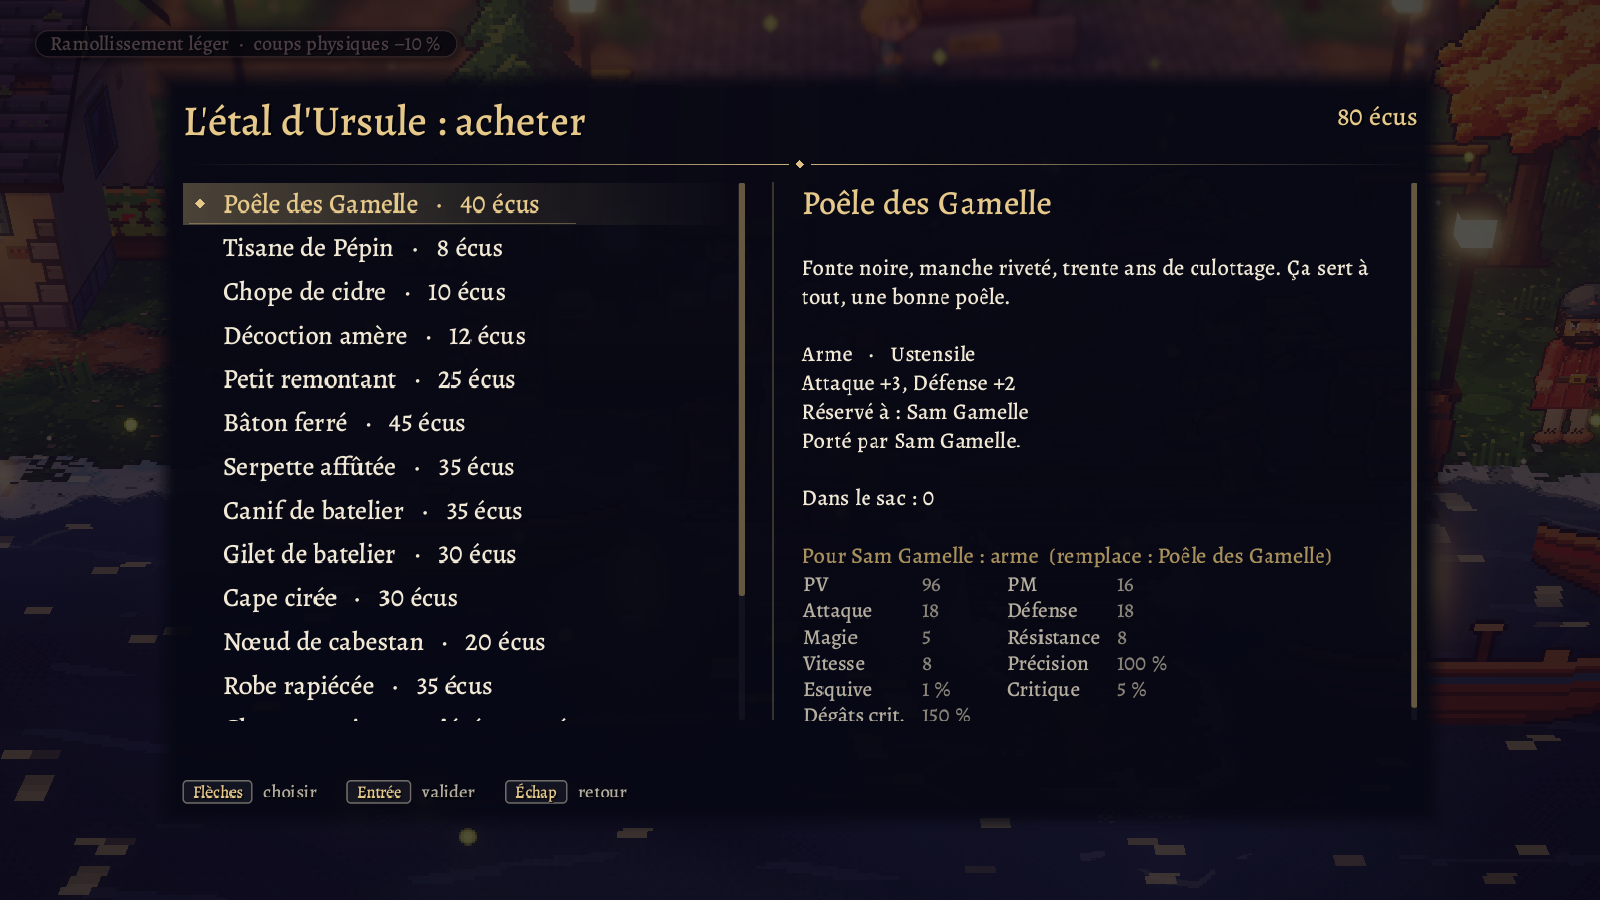 Ramollissement léger · coups physiques –10 %
L'étal d'Ursule : acheter
80 écus
Poêle des Gamelle · 40 écus
Tisane de Pépin · 8 écus
Chope de cidre · 10 écus
Décoction amère · 12 écus
Petit remontant · 25 écus
Bâton ferré · 45 écus
Serpette affûtée · 35 écus
Canif de batelier · 35 écus
Gilet de batelier · 30 écus
Cape cirée · 30 écus
Nœud de cabestan · 20 écus
Robe rapiécée · 35 écus
Poêle des Gamelle
Fonte noire, manche riveté, trente ans de culottage. Ça sert à
tout, une bonne poêle.
Arme · Ustensile
Attaque +3, Défense +2
Réservé à : Sam Gamelle
Porté par Sam Gamelle.
Dans le sac : 0
Pour Sam Gamelle : arme (remplace : Poêle des Gamelle)
PV 96 PM 16
Attaque 18 Défense 18
Magie 5 Résistance 8
Vitesse 8 Précision 100 %
Esquive 1 % Critique 5 %
Dégâts crit. 150 %
Flèches choisir Entrée valider Échap retour